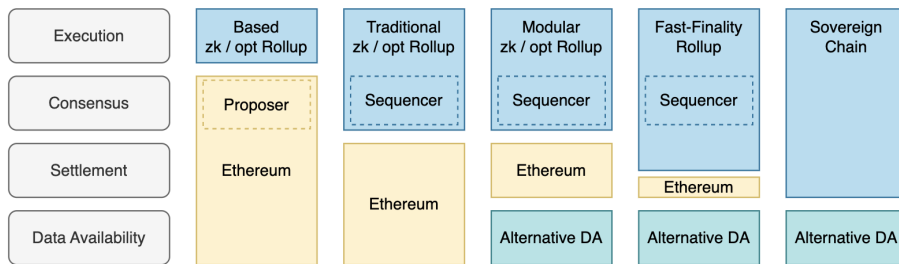 Execution
Based
zk / opt Rollup
Traditional
zk / opt Rollup
Modular
zk / opt Rollup
Fast-Finality
Rollup
Sovereign
Chain
Consensus
Proposer
Sequencer
Sequencer
Sequencer
Settlement
Ethereum
Ethereum
Ethereum
Ethereum
Data Availability
Alternative DA
Alternative DA
Alternative DA